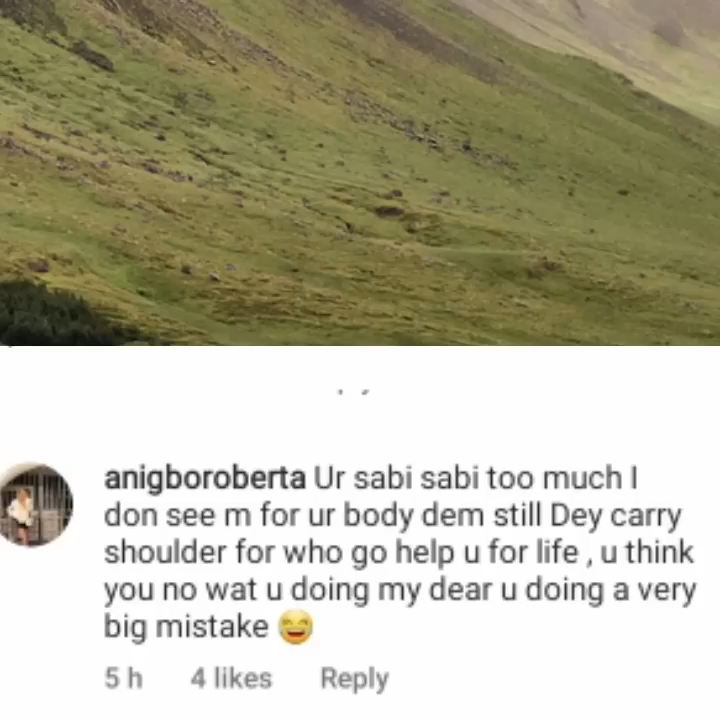 anigboroberta Ur sabi sabi too much I
don see m for ur body dem still Dey carry
shoulder for who go help u for life , u think
you no wat u doing my dear u doing a very
big mistake 😅
5 h 4 likes Reply